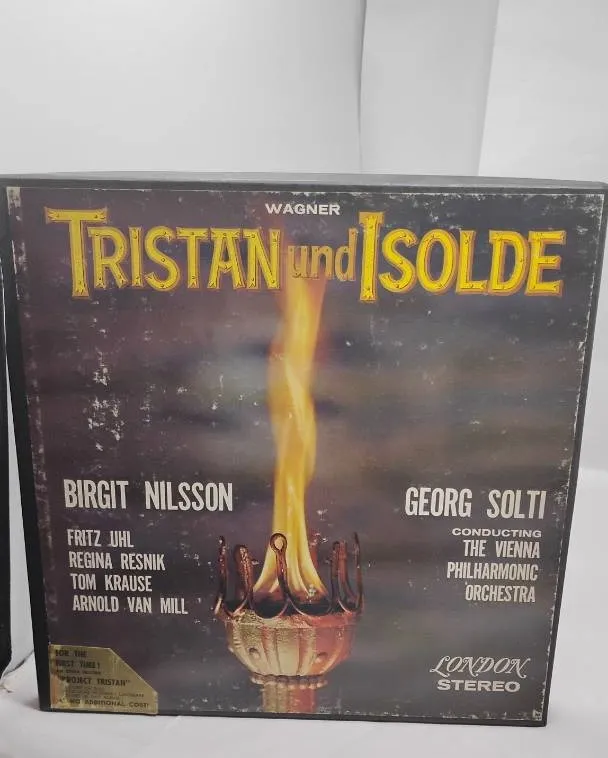 WAGNER
TRISTAN und ISOLDE
BIRGIT NILSSON
FRITZ UHL
REGINA RESNIK
TOM KRAUSE
ARNOLD VAN MILL
GEORG SOLTI
CONDUCTING
THE VIENNA
PHILHARMONIC
ORCHESTRA
LONDON
STEREO
FOR THE
FIRST TIME!
"PROJECT TRISTAN"
ADDITIONAL COST!